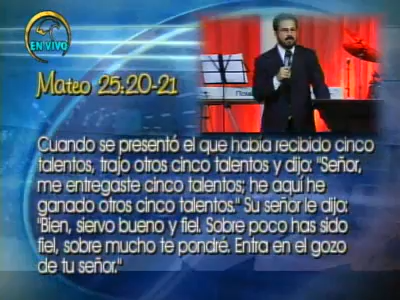 EN VIVO
Mateo 25:20-21
Cuando se presentó el que había recibido cinco
talentos, trajo otros cinco talentos y dijo: "Señor,
me entregaste cinco talentos; he aquí he
ganado otros cinco talentos." Su señor le dijo:
"Bien, siervo bueno y fiel. Sobre poco has sido
fiel, sobre mucho te pondré. Entra en el gozo
de tu señor."